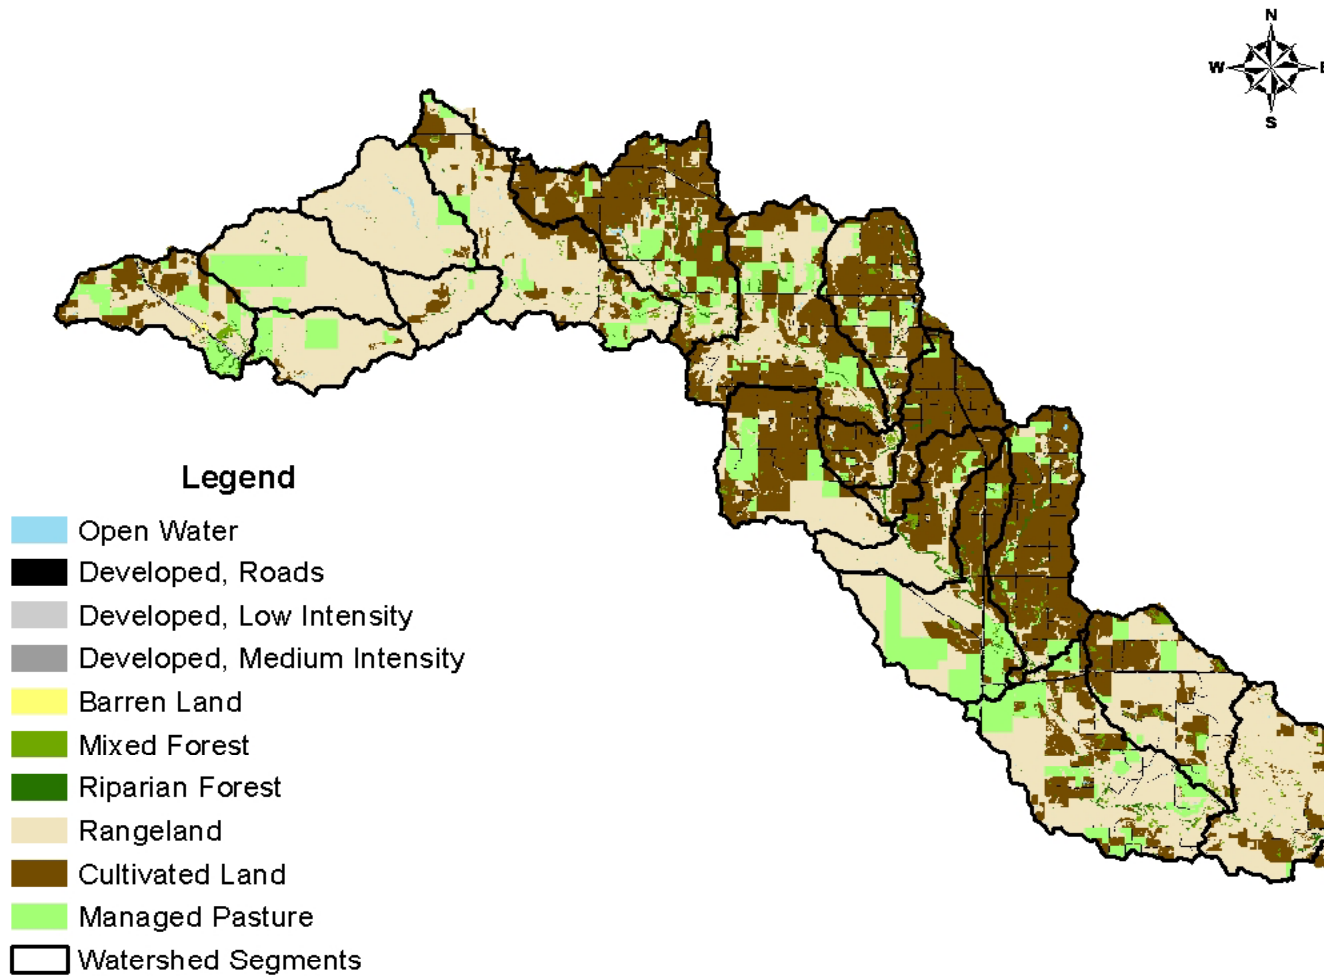 N
W
E
S
Legend
Open Water
Developed, Roads
Developed, Low Intensity
Developed, Medium Intensity
Barren Land
Mixed Forest
Riparian Forest
Rangeland
Cultivated Land
Managed Pasture
Watershed Segments